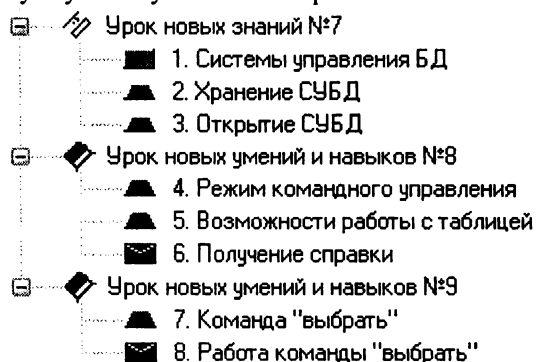 Урок новых знаний №7
1. Системы управления БД
2. Хранение СУБД
3. Открытие СУБД
Урок новых умений и навыков №8
4. Режим командного управления
5. Возможности работы с таблицей
6. Получение справки
Урок новых умений и навыков №9
7. Команда "выбрать"
8. Работа команды "выбрать"